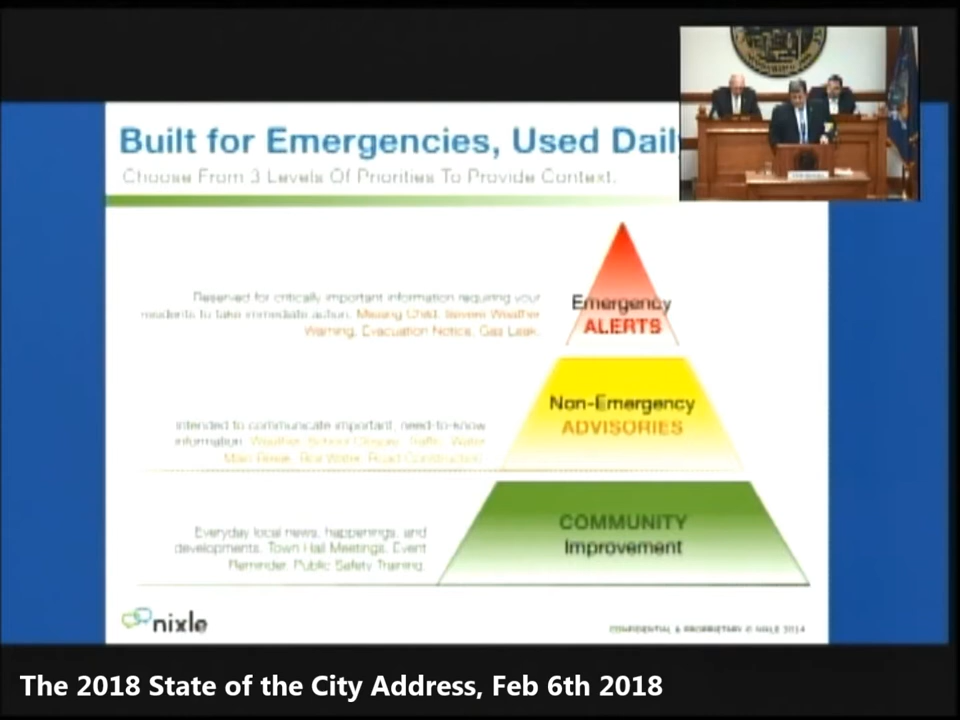 Built for Emergencies, Used Dail
Choose From 3 Levels Of Priorities To Provide Context.
Reserved for critically important information requiring your
residents to take immediate action. Missing Child, Severe Weather
Warning, Evacuation Notice, Gas Leak.
Emergency
ALERTS
Intended to communicate important, need-to-know
information. Weather, School Closing, Traffic, Water
Main Break, Road Construction.
Non-Emergency
ADVISORIES
Everyday local news, happenings, and
developments. Town Hall Meetings, Event
Reminder, Public Safety Training.
COMMUNITY
Improvement
nixle
CONFIDENTIAL & PROPRIETARY © NIXLE 2014
The 2018 State of the City Address, Feb 6th 2018